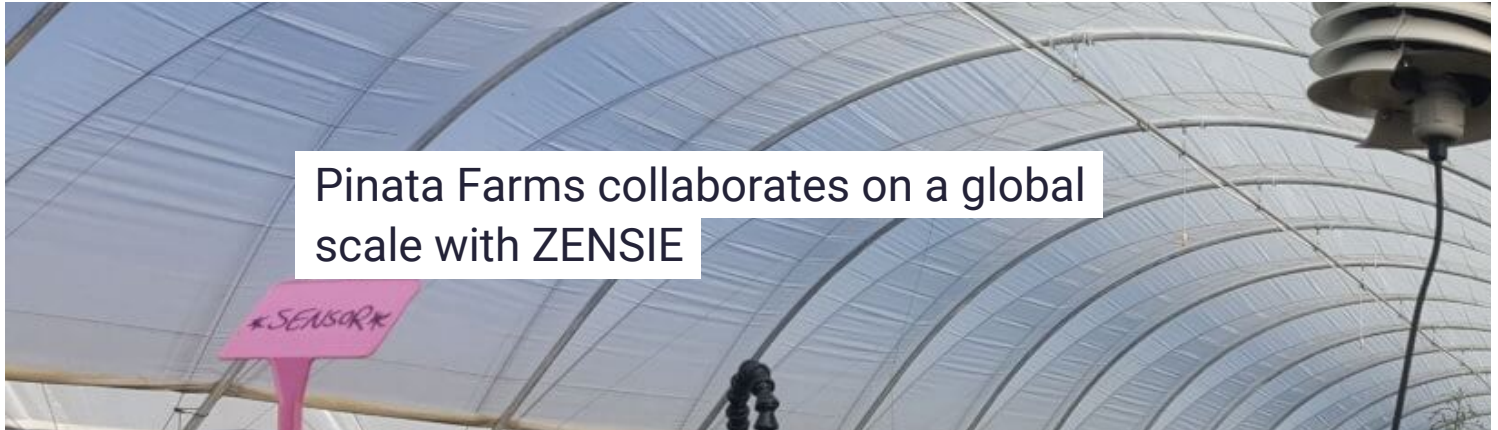 Pinata Farms collaborates on a global
scale with ZENSIE
*SENSOR*